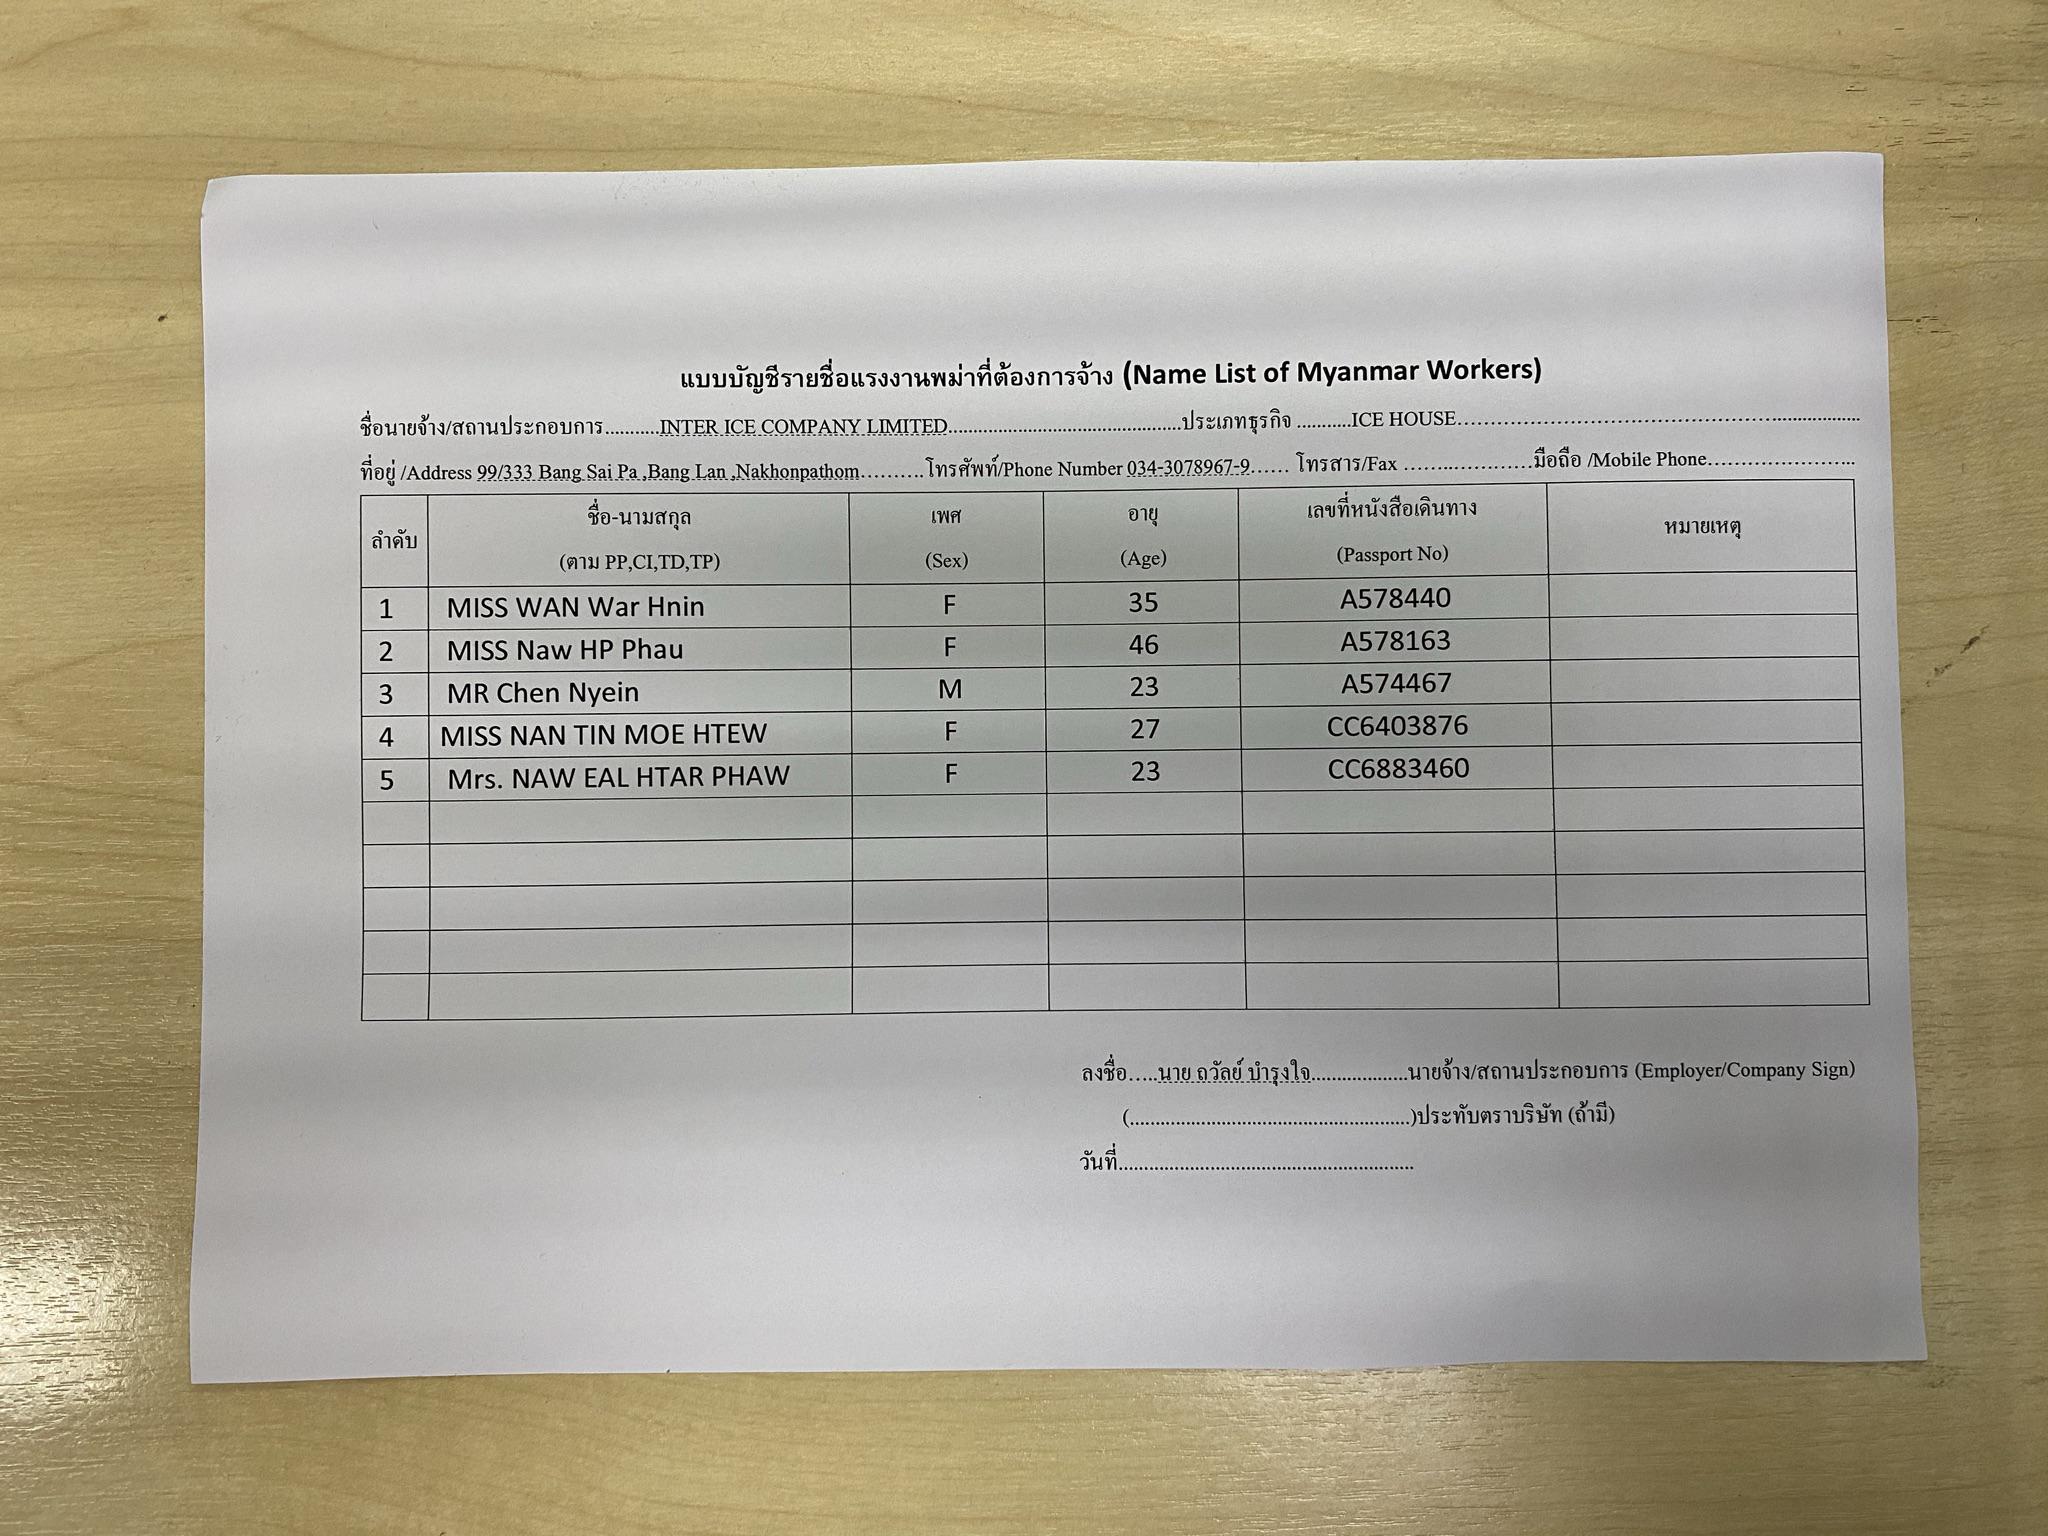 แบบบัญชีรายชื่อแรงงานพม่าที่ต้องการจ้าง (Name List of Myanmar Workers)
ชื่อนายจ้าง/สถานประกอบการ...........INTER ICE COMPANY LIMITED..............................................ประเภทธุรกิจ ...........ICE HOUSE................................................................................
ที่อยู่ /Address 99/333 Bang Sai Pa ,Bang Lan ,Nakhonpathom............โทรศัพท์/Phone Number 034-3078967-9...... โทรสาร/Fax ........................มือถือ /Mobile Phone............................
ลำดับ ชื่อ-นามสกุล (ตาม PP,CI,TD,TP) เพศ (Sex) อายุ (Age) เลขที่หนังสือเดินทาง (Passport No) หมายเหตุ
1 MISS WAN War Hnin F 35 A578440
2 MISS Naw HP Phau F 46 A578163
3 MR Chen Nyein M 23 A574467
4 MISS NAN TIN MOE HTEW F 27 CC6403876
5 Mrs. NAW EAL HTAR PHAW F 23 CC6883460
ลงชื่อ......นาย ถวัลย์ บำรุงใจ...................นายจ้าง/สถานประกอบการ (Employer/Company Sign)
(.......................................................)ประทับตราบริษัท (ถ้ามี)
วันที่..........................................................